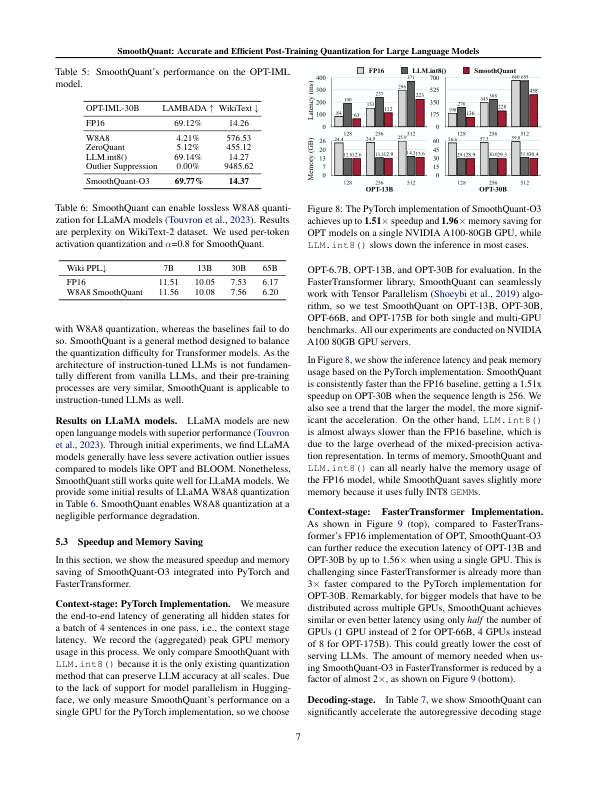 SmoothQuant: Accurate and Efficient Post-Training Quantization for Large Language Models
Table 5: SmoothQuant's performance on the OPT-IML
model.
OPT-IML-30B LAMBADA ↑ WikiText ↓
FP16 69.12% 14.26
W8A8 4.21% 576.53
ZeroQuant 5.12% 455.12
LLM.int8() 69.14% 14.27
Outlier Suppression 0.00% 9485.62
SmoothQuant-O3 69.77% 14.37
Table 6: SmoothQuant can enable lossless W8A8 quanti-
zation for LLaMA models (Touvron et al., 2023). Results
are perplexity on WikiText-2 dataset. We used per-token
activation quantization and α=0.8 for SmoothQuant.
Wiki PPL↓ 7B 13B 30B 65B
FP16 11.51 10.05 7.53 6.17
W8A8 SmoothQuant 11.56 10.08 7.56 6.20
with W8A8 quantization, whereas the baselines fail to do
so. SmoothQuant is a general method designed to balance
the quantization difficulty for Transformer models. As the
architecture of instruction-tuned LLMs is not fundamen-
tally different from vanilla LLMs, and their pre-training
processes are very similar, SmoothQuant is applicable to
instruction-tuned LLMs as well.
Results on LLaMA models. LLaMA models are new
open languange models with superior performance (Touvron
et al., 2023). Through initial experiments, we find LLaMA
models generally have less severe activation outlier issues
compared to models like OPT and BLOOM. Nonetheless,
SmoothQuant still works quite well for LLaMA models. We
provide some initial results of LLaMA W8A8 quantization
in Table 6. SmoothQuant enables W8A8 quantization at a
negligible performance degradation.
5.3 Speedup and Memory Saving
In this section, we show the measured speedup and memory
saving of SmoothQuant-O3 integrated into PyTorch and
FasterTransformer.
Context-stage: PyTorch Implementation. We measure
the end-to-end latency of generating all hidden states for
a batch of 4 sentences in one pass, i.e., the context stage
latency. We record the (aggregated) peak GPU memory
usage in this process. We only compare SmoothQuant with
LLM.int8() because it is the only existing quantization
method that can preserve LLM accuracy at all scales. Due
to the lack of support for model parallelism in Hugging-
face, we only measure SmoothQuant's performance on a
single GPU for the PyTorch implementation, so we choose
FP16 LLM.int8() SmoothQuant
Latency (ms)
400 300 200 100 0
84 190 63
153 237 112
296 371 223
128 256 512
700 525 350 175 0
190 276 136
343 386 228
660 655 458
128 256 512
Memory (GB)
26 20 13 7 0
24.4 12.8 12.6
24.9 13.3 12.9
25.9 14.7 13.6
128 256 512
OPT-13B
60 45 30 15 0
56.6 29.1 28.9
57.3 30.0 29.3
59.0 31.8 30.4
128 256 512
OPT-30B
Figure 8: The PyTorch implementation of SmoothQuant-O3
achieves up to 1.51× speedup and 1.96× memory saving for
OPT models on a single NVIDIA A100-80GB GPU, while
LLM.int8() slows down the inference in most cases.
OPT-6.7B, OPT-13B, and OPT-30B for evaluation. In the
FasterTransformer library, SmoothQuant can seamlessly
work with Tensor Parallelism (Shoeybi et al., 2019) algo-
rithm, so we test SmoothQuant on OPT-13B, OPT-30B,
OPT-66B, and OPT-175B for both single and multi-GPU
benchmarks. All our experiments are conducted on NVIDIA
A100 80GB GPU servers.
In Figure 8, we show the inference latency and peak memory
usage based on the PyTorch implementation. SmoothQuant
is consistently faster than the FP16 baseline, getting a 1.51x
speedup on OPT-30B when the sequence length is 256. We
also see a trend that the larger the model, the more signif-
icant the acceleration. On the other hand, LLM.int8()
is almost always slower than the FP16 baseline, which is
due to the large overhead of the mixed-precision activa-
tion representation. In terms of memory, SmoothQuant and
LLM.int8() can all nearly halve the memory usage of
the FP16 model, while SmoothQuant saves slightly more
memory because it uses fully INT8 GEMMs.
Context-stage: FasterTransformer Implementation.
As shown in Figure 9 (top), compared to FasterTrans-
former's FP16 implementation of OPT, SmoothQuant-O3
can further reduce the execution latency of OPT-13B and
OPT-30B by up to 1.56× when using a single GPU. This is
challenging since FasterTransformer is already more than
3× faster compared to the PyTorch implementation for
OPT-30B. Remarkably, for bigger models that have to be
distributed across multiple GPUs, SmoothQuant achieves
similar or even better latency using only half the number of
GPUs (1 GPU instead of 2 for OPT-66B, 4 GPUs instead
of 8 for OPT-175B). This could greatly lower the cost of
serving LLMs. The amount of memory needed when us-
ing SmoothQuant-O3 in FasterTransformer is reduced by a
factor of almost 2×, as shown on Figure 9 (bottom).
Decoding-stage. In Table 7, we show SmoothQuant can
significantly accelerate the autoregressive decoding stage
7